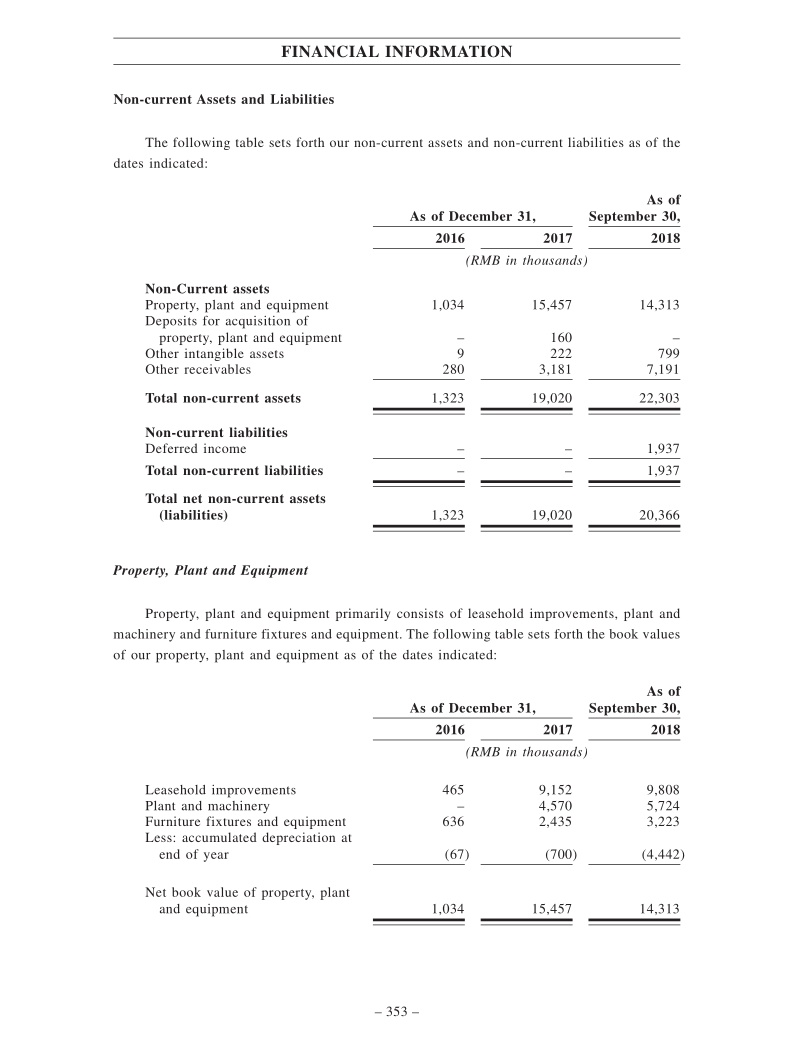 FINANCIAL INFORMATION
Non-current Assets and Liabilities
The following table sets forth our non-current assets and non-current liabilities as of the
dates indicated:
As of
As of December 31, September 30,
2016 2017 2018
(RMB in thousands)
Non-Current assets
Property, plant and equipment 1,034 15,457 14,313
Deposits for acquisition of
property, plant and equipment – 160 –
Other intangible assets 9 222 799
Other receivables 280 3,181 7,191
Total non-current assets 1,323 19,020 22,303
Non-current liabilities
Deferred income – – 1,937
Total non-current liabilities – – 1,937
Total net non-current assets
(liabilities) 1,323 19,020 20,366
Property, Plant and Equipment
Property, plant and equipment primarily consists of leasehold improvements, plant and
machinery and furniture fixtures and equipment. The following table sets forth the book values
of our property, plant and equipment as of the dates indicated:
As of
As of December 31, September 30,
2016 2017 2018
(RMB in thousands)
Leasehold improvements 465 9,152 9,808
Plant and machinery – 4,570 5,724
Furniture fixtures and equipment 636 2,435 3,223
Less: accumulated depreciation at
end of year (67) (700) (4,442)
Net book value of property, plant
and equipment 1,034 15,457 14,313
– 353 –